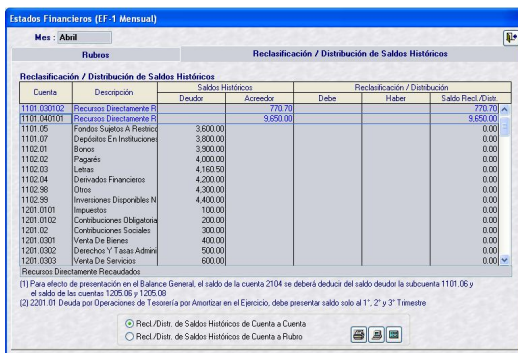 Estados Financieros (EF-1 Mensual)
Mes : Abril
Rubros Reclasificación / Distribución de Saldos Históricos
Reclasificación / Distribución de Saldos Históricos
Cuenta Descripción Saldos Históricos Reclasificación / Distribución
Deudor Acreedor Debe Haber Saldo Recl./Distr.
1101.030102 Recursos Directamente R 770.70 770.70
1101.040101 Recursos Directamente R 9,650.00 9,650.00
1101.05 Fondos Sujetos A Restricc 3,600.00 0.00
1101.07 Depósitos En Instituciones 3,800.00 0.00
1102.01 Bonos 3,900.00 0.00
1102.02 Pagarés 4,000.00 0.00
1102.03 Letras 4,160.50 0.00
1102.04 Derivados Financieros 4,200.00 0.00
1102.98 Otros 4,300.00 0.00
1102.99 Inversiones Disponibles N 4,400.00 0.00
1201.0101 Impuestos 100.00 0.00
1201.0102 Contribuciones Obligatoria 200.00 0.00
1201.02 Contribuciones Sociales 300.00 0.00
1201.0301 Venta De Bienes 400.00 0.00
1201.0302 Derechos Y Tasas Admini 500.00 0.00
1201.0303 Venta De Servicios 600.00 0.00
Recursos Directamente Recaudados
(1) Para efecto de presentación en el Balance General, el saldo de la cuenta 2104 se deberá deducir del saldo deudor la subcuenta 1101.06 y
el saldo de las cuentas 1205.06 y 1205.08
(2) 2201.01 Deuda por Operaciones de Tesorería por Amortizar en el Ejercicio, debe presentar saldo solo al 1°, 2° y 3° Trimestre
Recl./Distr. de Saldos Históricos de Cuenta a Cuenta
Recl./Distr. de Saldos Históricos de Cuenta a Rubro